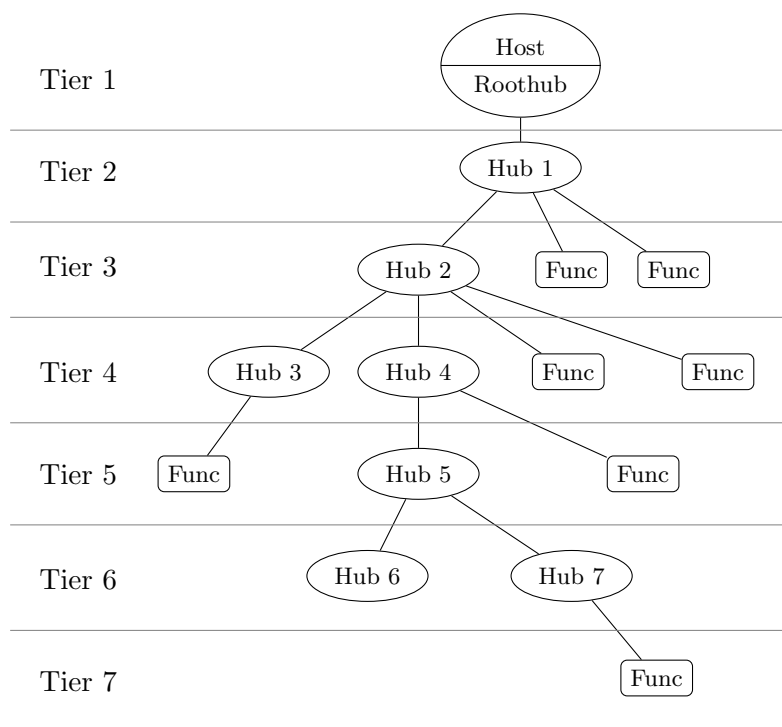 Host
Tier 1
Roothub
Tier 2
Hub 1
Tier 3
Hub 2
Func
Func
Tier 4
Hub 3
Hub 4
Func
Func
Tier 5
Func
Hub 5
Func
Tier 6
Hub 6
Hub 7
Tier 7
Func